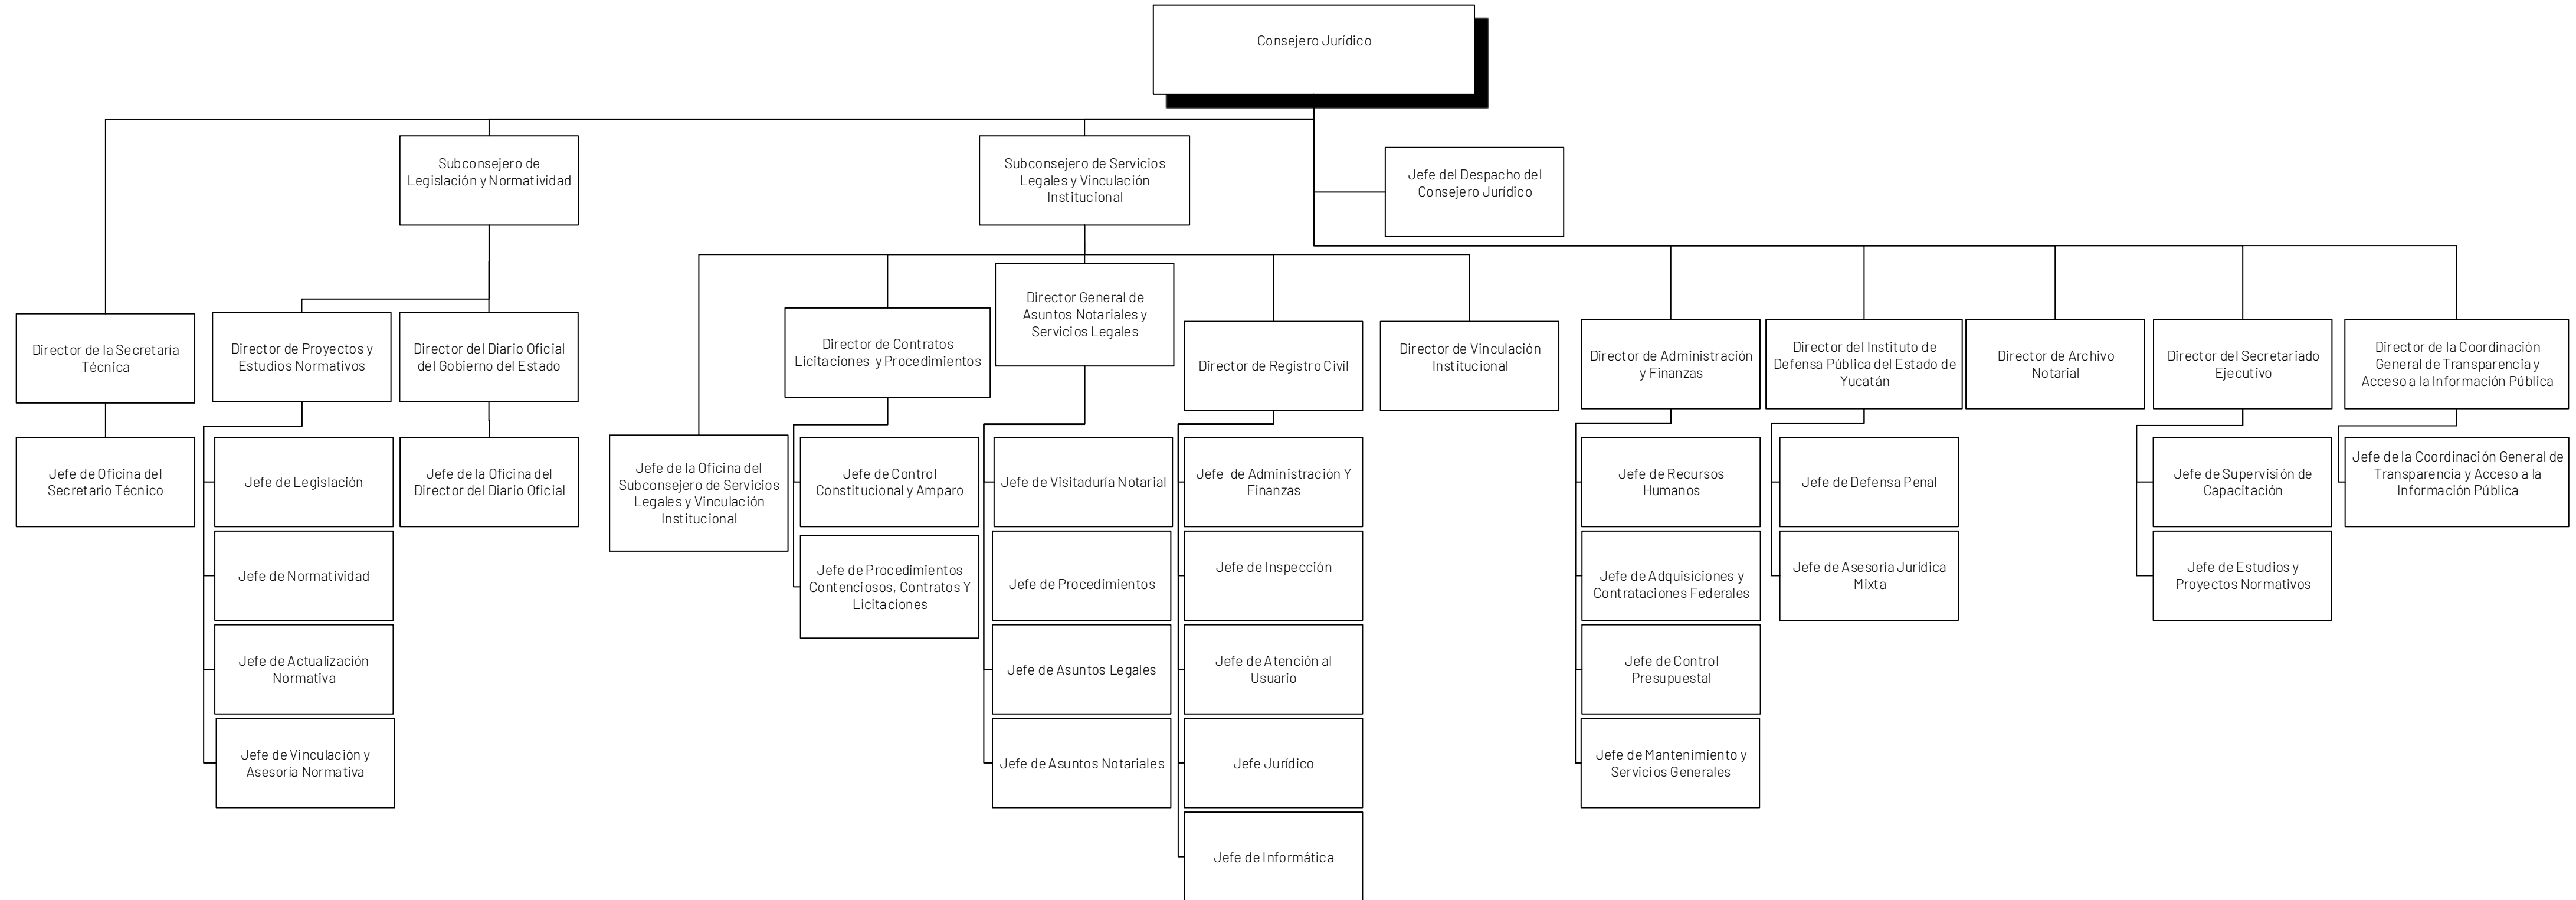 Consejero Jurídico
Subconsejero de
Legislación y Normatividad
Subconsejero de Servicios
Legales y Vinculación
Institucional
Jefe del Despacho del
Consejero Jurídico
Director de la Secretaría
Técnica
Director de Proyectos y
Estudios Normativos
Director del Diario Oficial
del Gobierno del Estado
Director de Contratos
Licitaciones y Procedimientos
Director General de
Asuntos Notariales y
Servicios Legales
Director de Registro Civil
Director de Vinculación
Institucional
Director de Administración
y Finanzas
Director del Instituto de
Defensa Pública del Estado de
Yucatán
Director de Archivo
Notarial
Director del Secretariado
Ejecutivo
Director de la Coordinación
General de Transparencia y
Acceso a la Información Pública
Jefe de Oficina del
Secretario Técnico
Jefe de Legislación
Jefe de la Oficina del
Director del Diario Oficial
Jefe de la Oficina del
Subconsejero de Servicios
Legales y Vinculación
Institucional
Jefe de Control
Constitucional y Amparo
Jefe de Visitaduría Notarial
Jefe de Administración Y
Finanzas
Jefe de Recursos
Humanos
Jefe de Defensa Penal
Jefe de Supervisión de
Capacitación
Jefe de la Coordinación General de
Transparencia y Acceso a la
Información Pública
Jefe de Normatividad
Jefe de Procedimientos
Contenciosos, Contratos Y
Licitaciones
Jefe de Procedimientos
Jefe de Inspección
Jefe de Adquisiciones y
Contrataciones Federales
Jefe de Asesoría Jurídica
Mixta
Jefe de Estudios y
Proyectos Normativos
Jefe de Actualización
Normativa
Jefe de Asuntos Legales
Jefe de Atención al
Usuario
Jefe de Control
Presupuestal
Jefe de Vinculación y
Asesoría Normativa
Jefe de Asuntos Notariales
Jefe Jurídico
Jefe de Mantenimiento y
Servicios Generales
Jefe de Informática